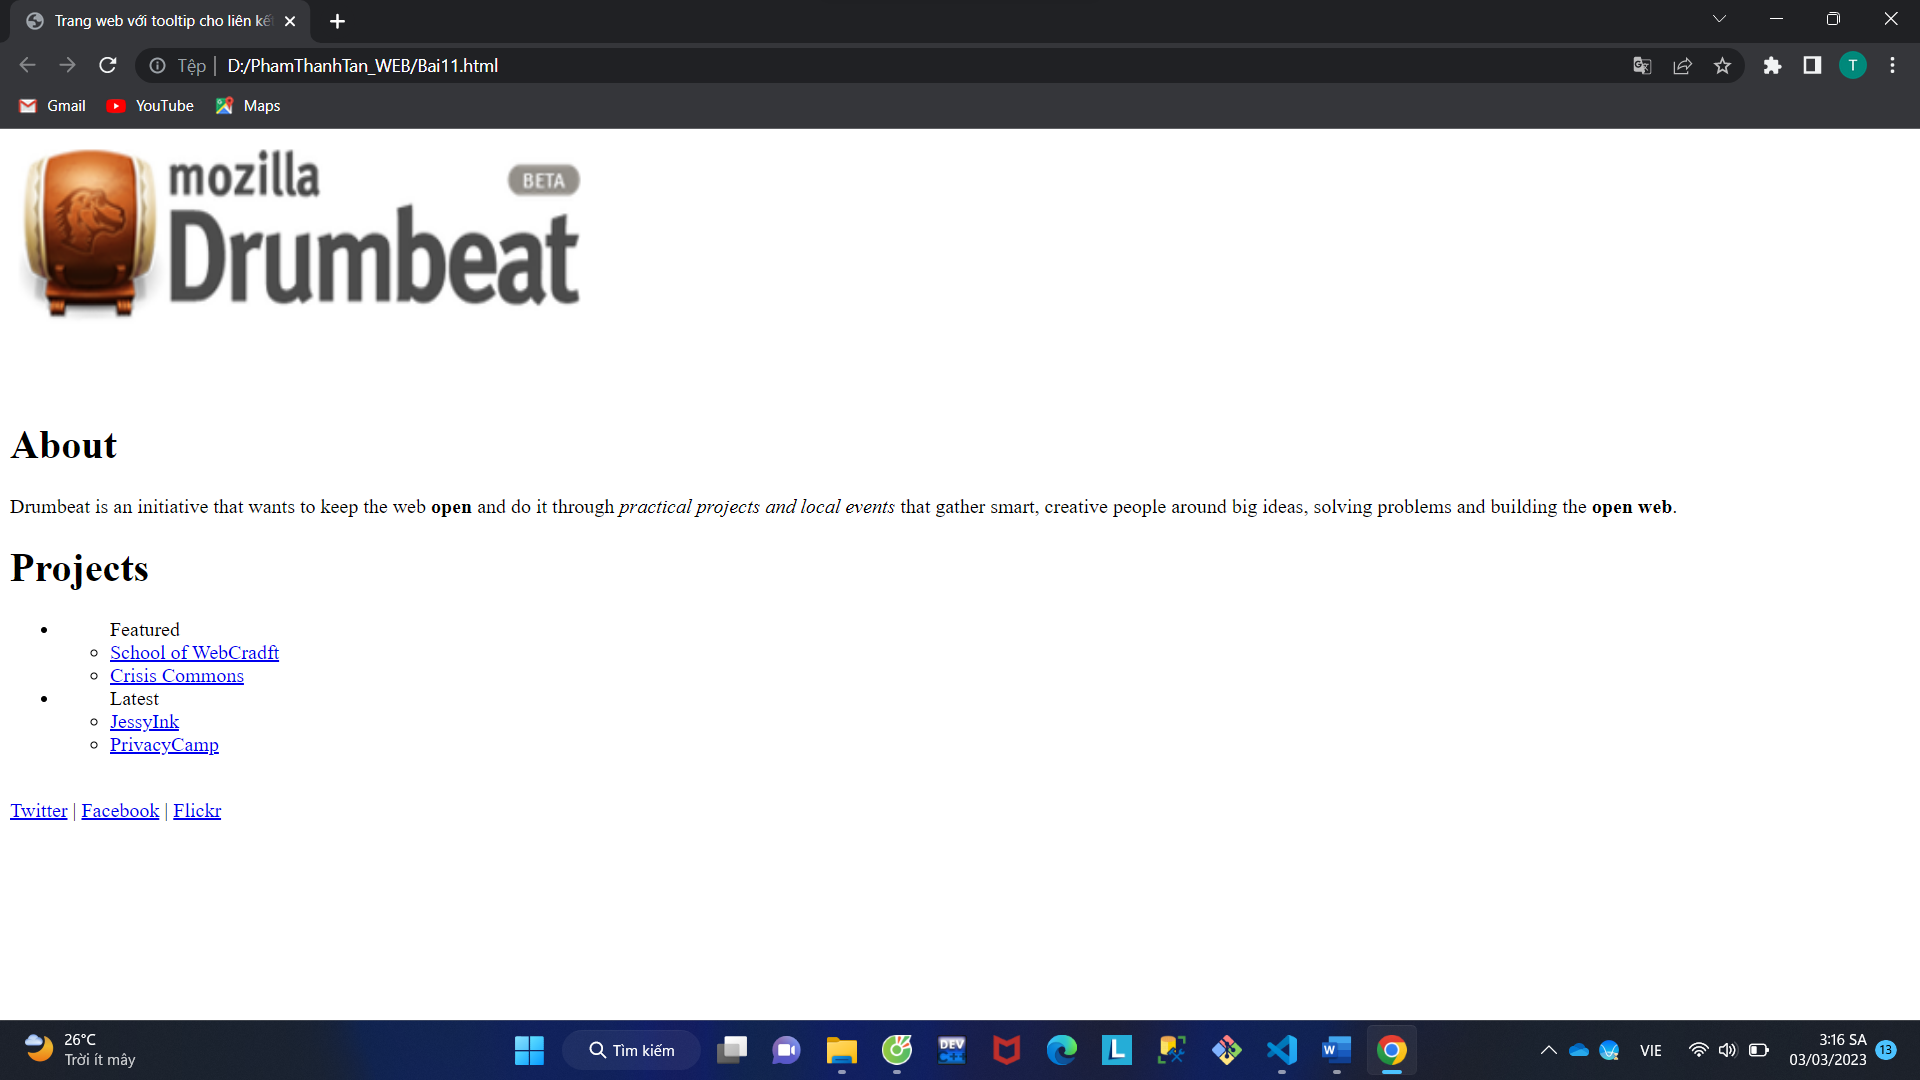 Trang web với tooltip cho liên kết
Tệp | D:/PhamThanhTan_WEB/Bai11.html
T
Gmail YouTube Maps
mozilla
BETA
Drumbeat
About
Drumbeat is an initiative that wants to keep the web open and do it through practical projects and local events that gather smart, creative people around big ideas, solving problems and building the open web.
Projects
Featured
School of WebCradft
Crisis Commons
Latest
JessyInk
PrivacyCamp
Twitter | Facebook | Flickr
26°C
Trời ít mây
Tìm kiếm
DEV
C++
L
W
VIE
3:16 SA
03/03/2023
13